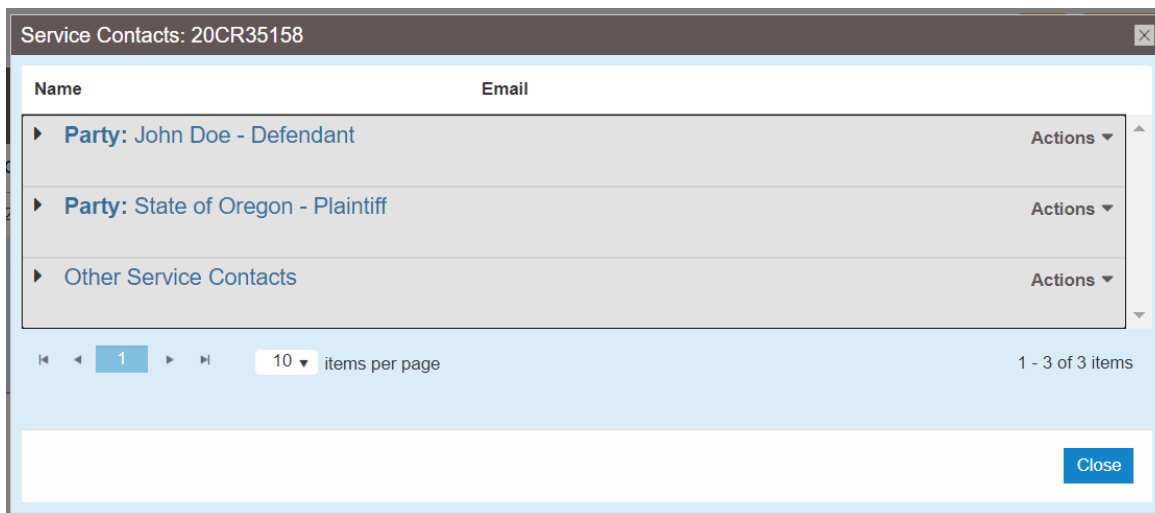 Service Contacts: 20CR35158
Name Email
Party: John Doe - Defendant Actions
Party: State of Oregon - Plaintiff Actions
Other Service Contacts Actions
1 10 items per page 1 - 3 of 3 items
Close